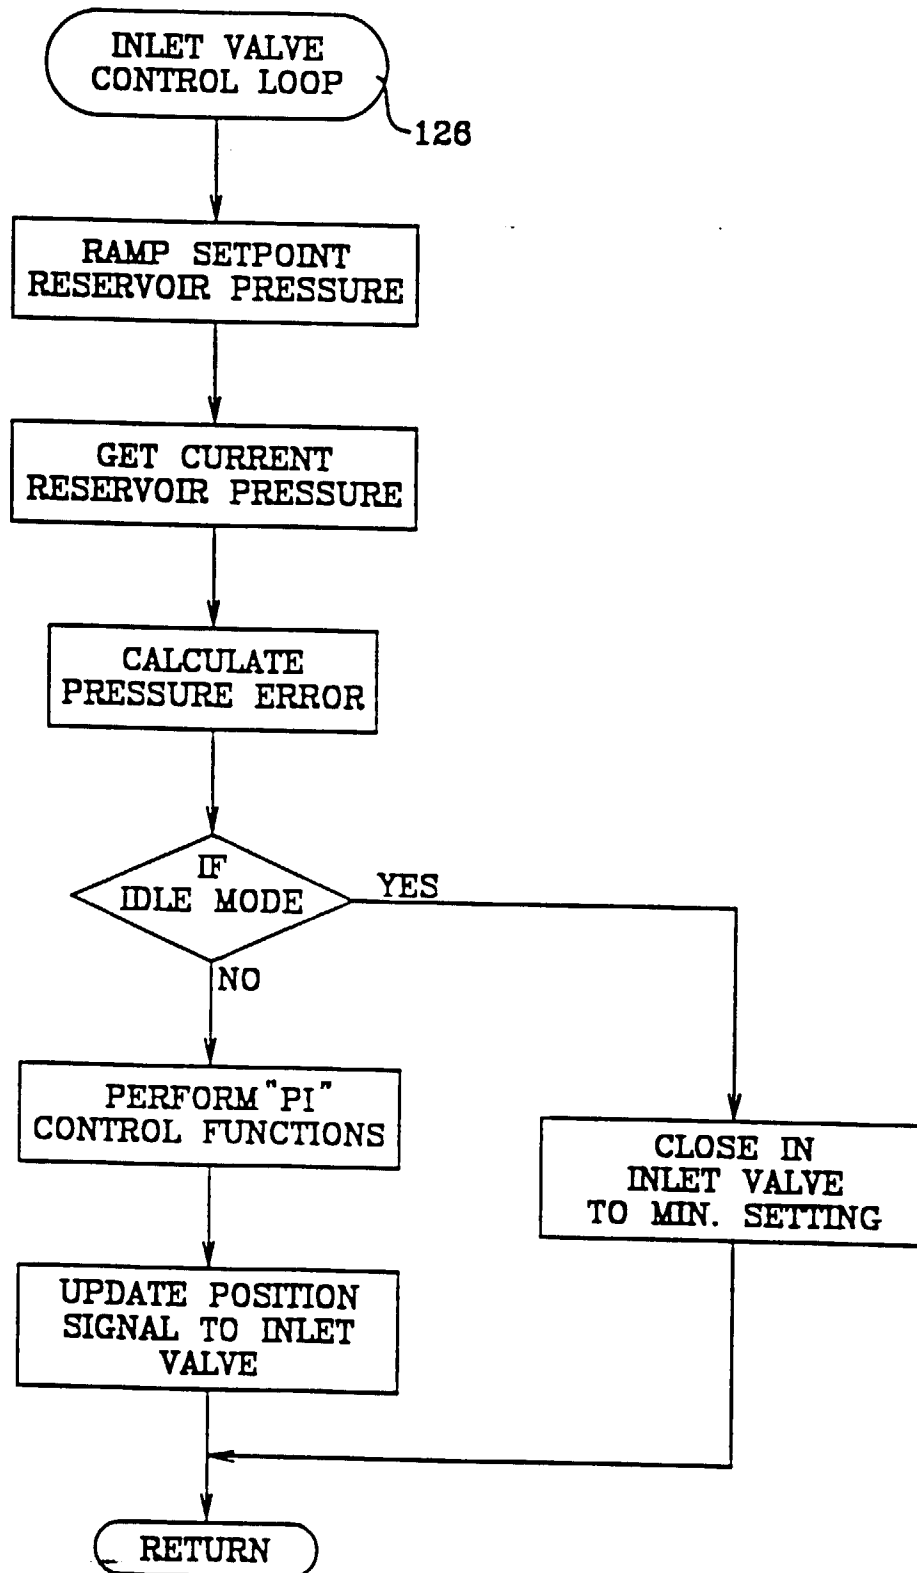 INLET VALVE
CONTROL LOOP
126
RAMP SETPOINT
RESERVOIR PRESSURE
GET CURRENT
RESERVOIR PRESSURE
CALCULATE
PRESSURE ERROR
IF
IDLE MODE
YES
NO
PERFORM "PI"
CONTROL FUNCTIONS
CLOSE IN
INLET VALVE
TO MIN. SETTING
UPDATE POSITION
SIGNAL TO INLET
VALVE
RETURN